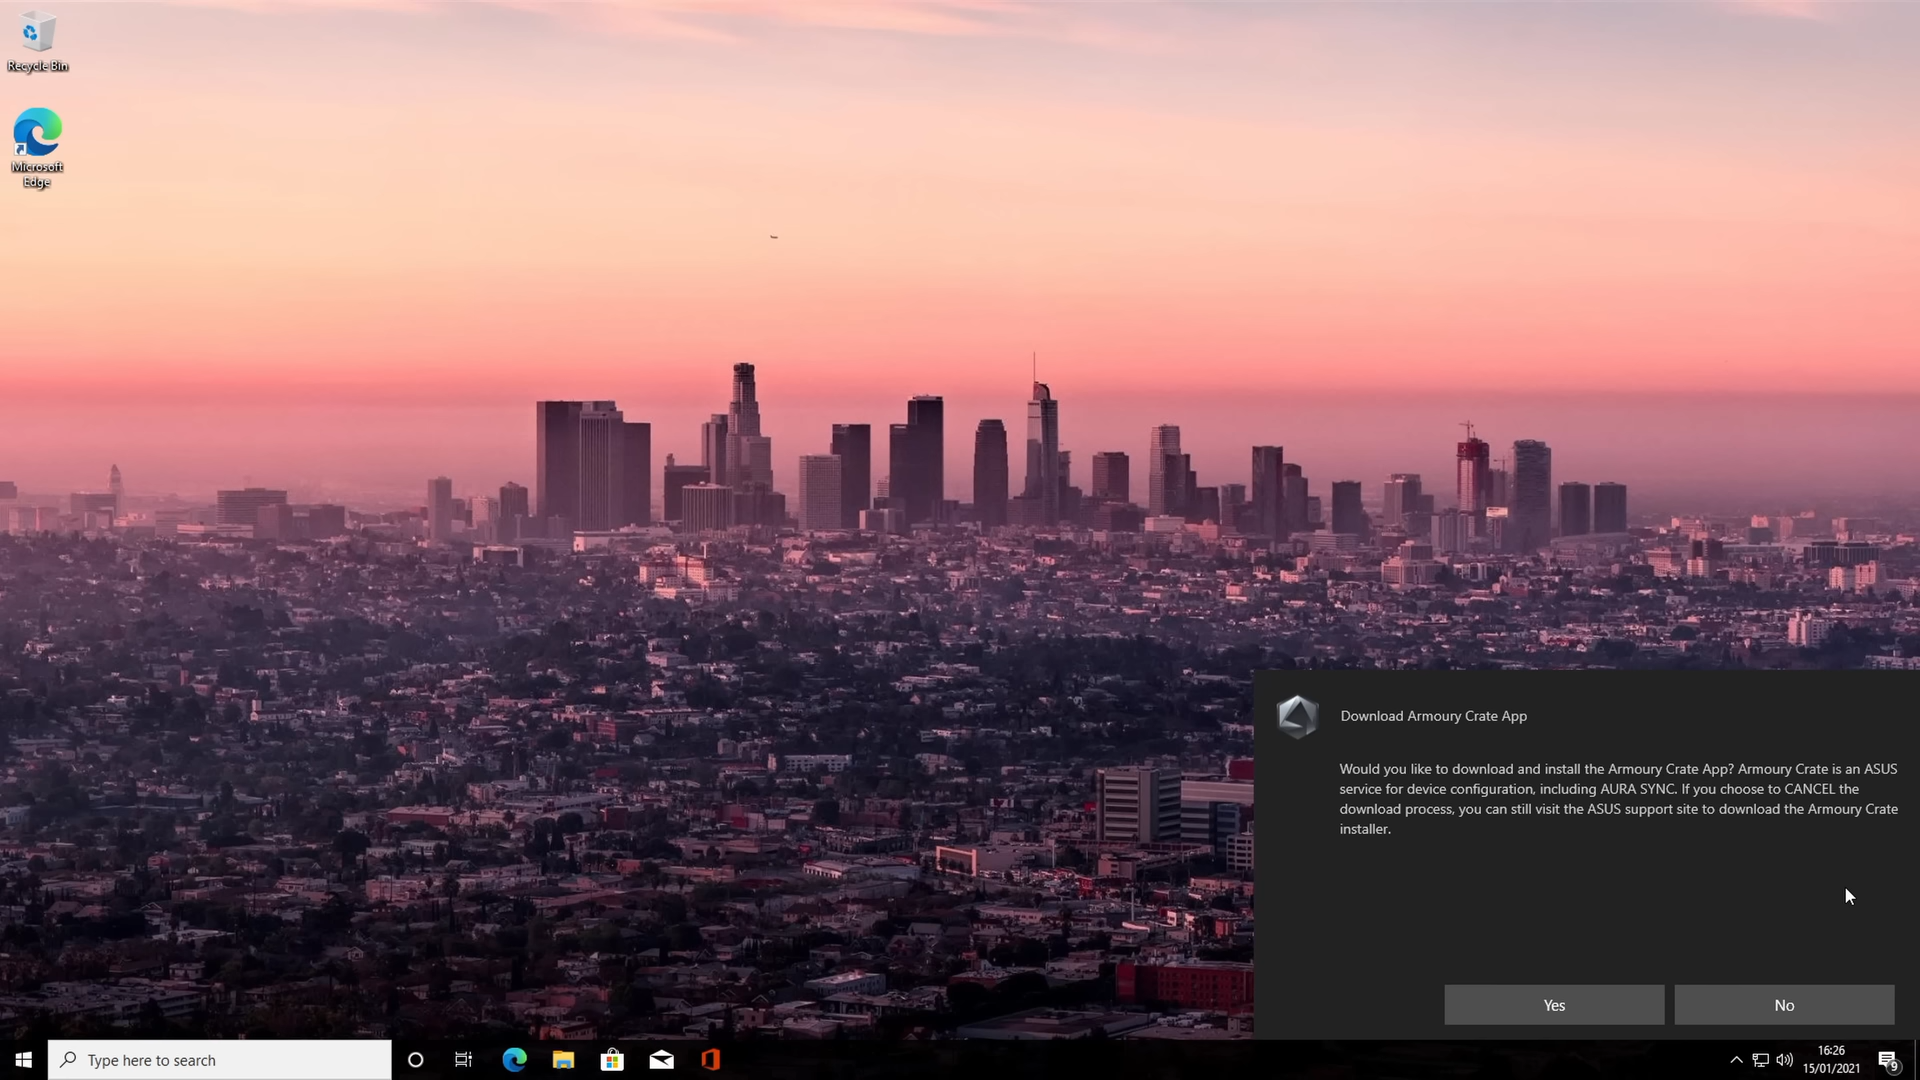 Recycle Bin
Microsoft
Edge
Download Armoury Crate App
Would you like to download and install the Armoury Crate App? Armoury Crate is an ASUS
service for device configuration, including AURA SYNC. If you choose to CANCEL the
download process, you can still visit the ASUS support site to download the Armoury Crate
installer.
Yes
No
Type here to search
16:26
15/01/2021
9